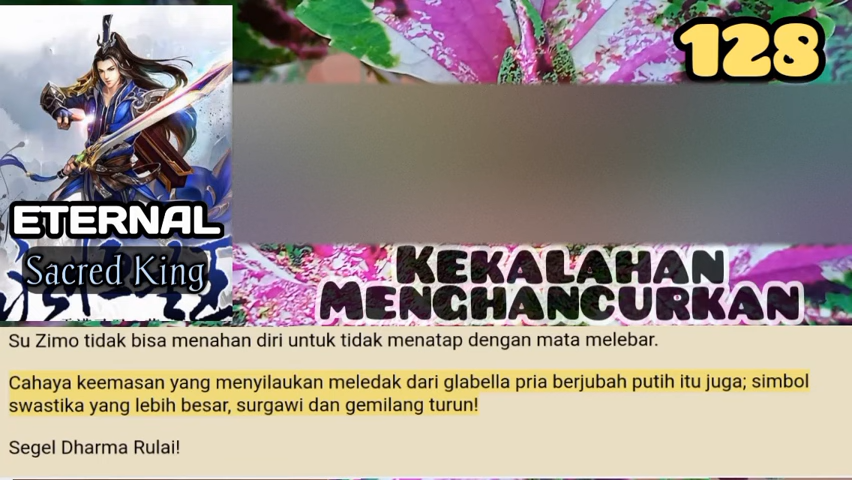 128
ETERNAL
Sacred King
KEKALAHAN
MENGHANCURKAN
Su Zimo tidak bisa menahan diri untuk tidak menatap dengan mata melebar.
Cahaya keemasan yang menyilaukan meledak dari glabella pria berjubah putih itu juga; simbol
swastika yang lebih besar, surgawi dan gemilang turun!
Segel Dharma Rulai!